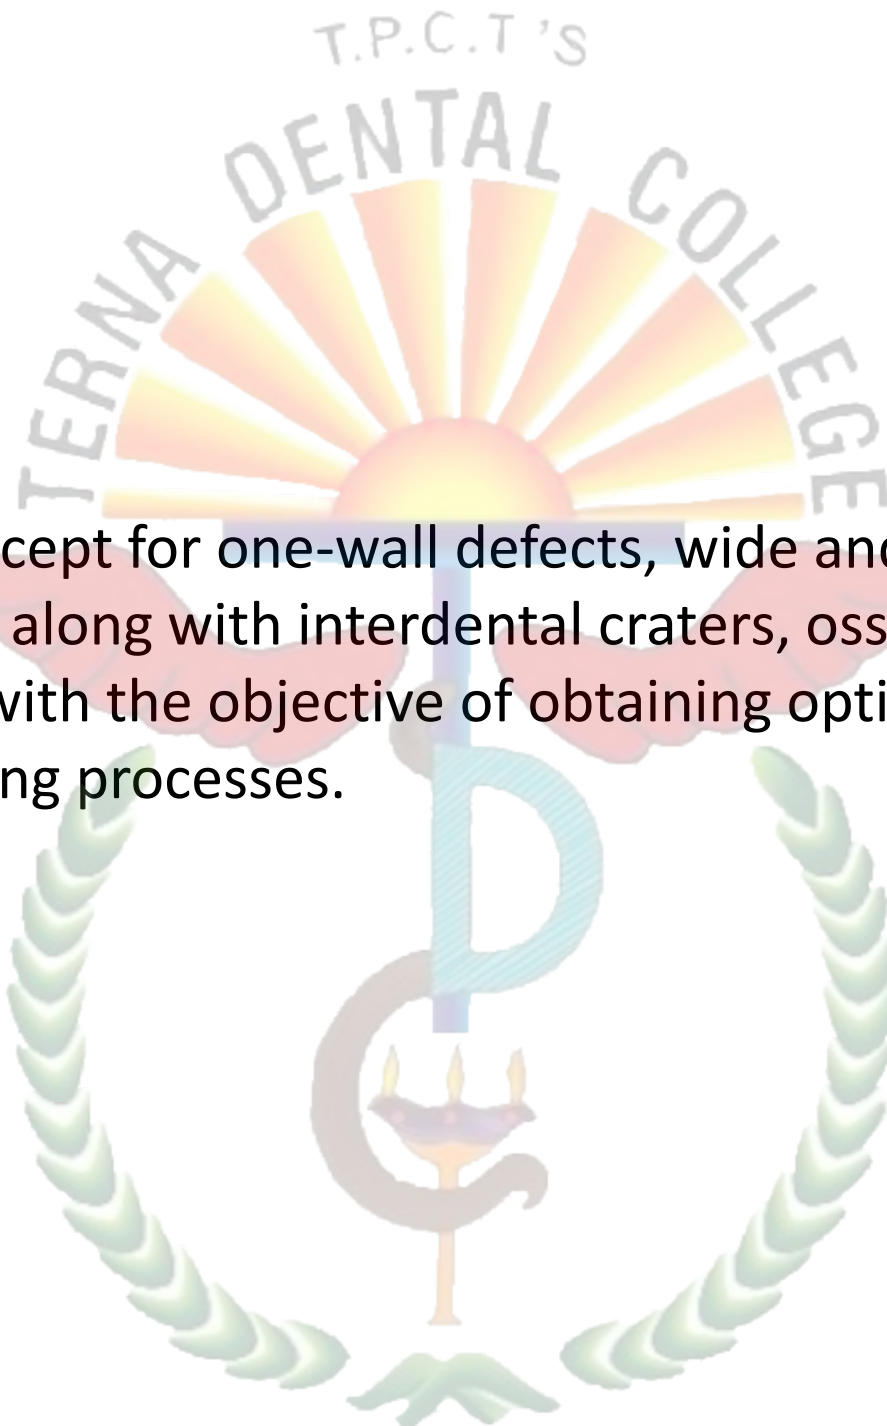 T.P.C.T'S
TERNA DENTAL COLLEGE
cept for one-wall defects, wide and
along with interdental craters, oss
with the objective of obtaining opti
ng processes.